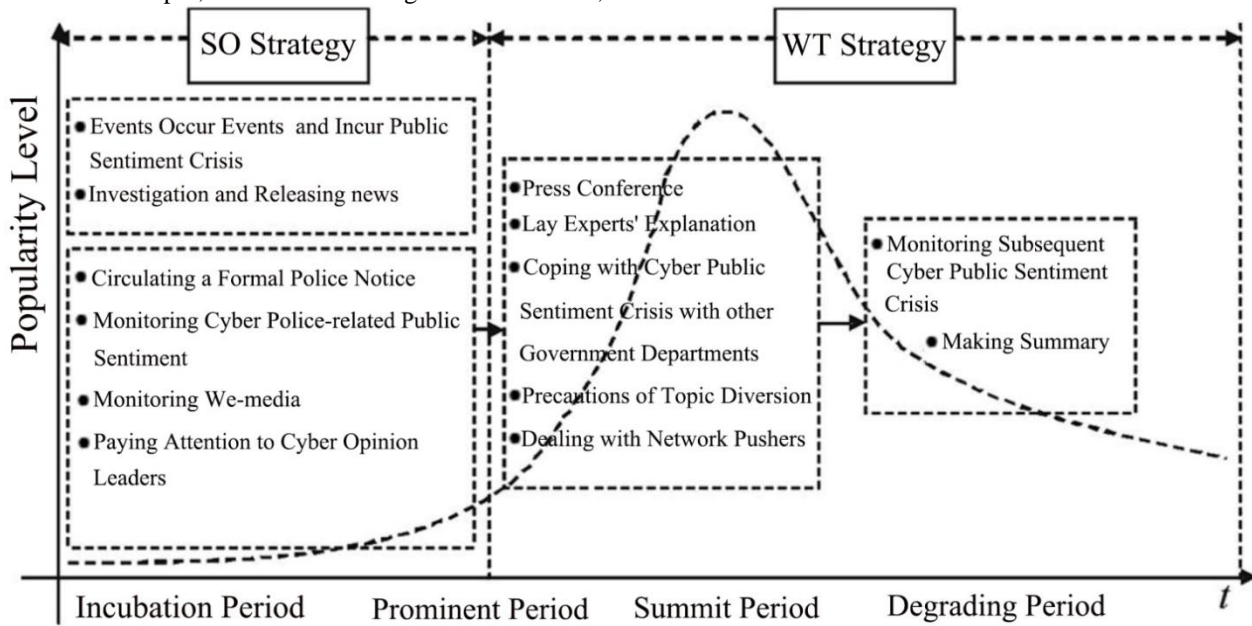 SO Strategy
WT Strategy
Popularity Level
● Events Occur Events and Incur Public
Sentiment Crisis
● Investigation and Releasing news
● Circulating a Formal Police Notice
● Monitoring Cyber Police-related Public
Sentiment
● Monitoring We-media
● Paying Attention to Cyber Opinion
Leaders
● Press Conference
● Lay Experts' Explanation
● Coping with Cyber Public
Sentiment Crisis with other
Government Departments
● Precautions of Topic Diversion
● Dealing with Network Pushers
● Monitoring Subsequent
Cyber Public Sentiment
Crisis
● Making Summary
Incubation Period
Prominent Period
Summit Period
Degrading Period
t